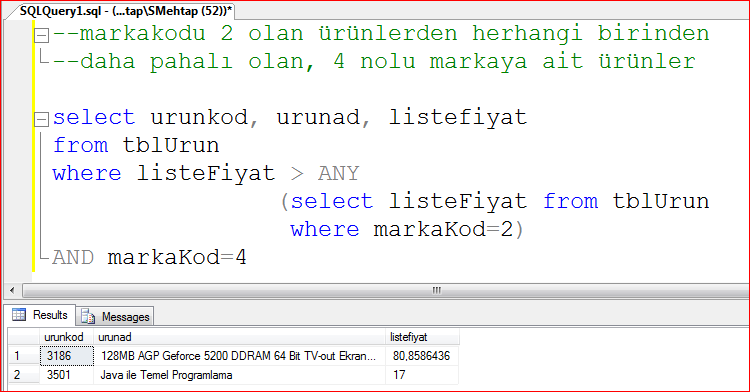 SQLQuery1.sql - (...tap\SMehtap (52))*
--markakodu 2 olan ürünlerden herhangi birinden
--daha pahalı olan, 4 nolu markaya ait ürünler
select urunkod, urunad, listefiyat
from tblUrun
where listeFiyat > ANY
(select listeFiyat from tblUrun
where markaKod=2)
AND markaKod=4
Results Messages
urunkod urunad listefiyat
1 3186 128MB AGP Geforce 5200 DDRAM 64 Bit TV-out Ekran... 80,8586436
2 3501 Java ile Temel Programlama 17